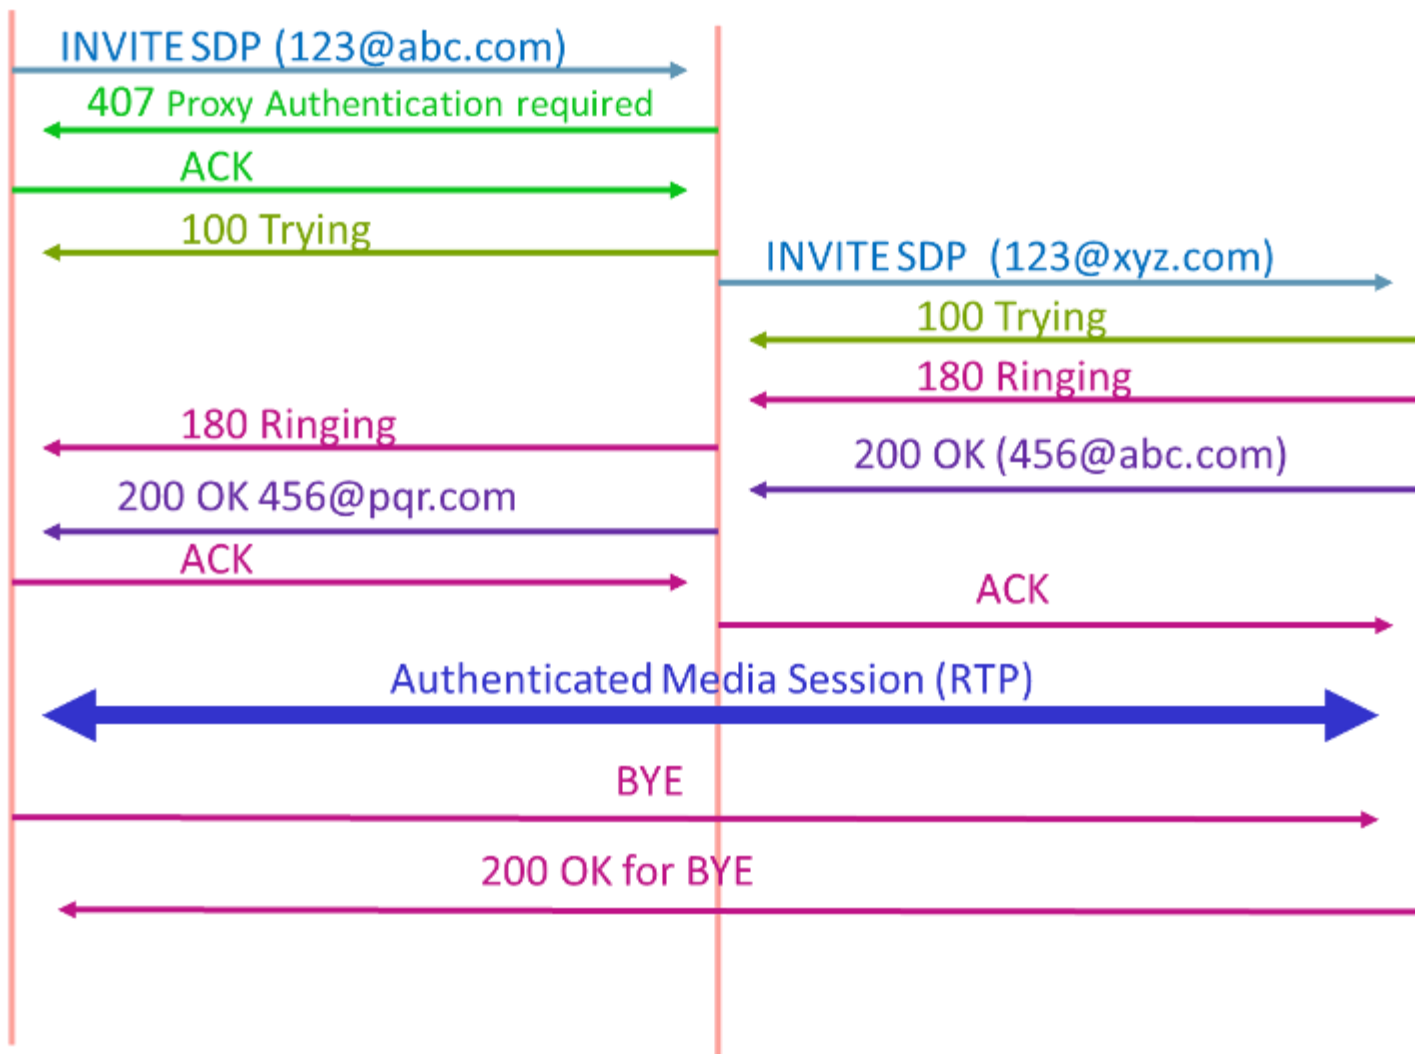 INVITE SDP (123@abc.com)
407 Proxy Authentication required
ACK
100 Trying
INVITE SDP (123@xyz.com)
100 Trying
180 Ringing
180 Ringing
200 OK (456@abc.com)
200 OK 456@pqr.com
ACK
ACK
Authenticated Media Session (RTP)
BYE
200 OK for BYE